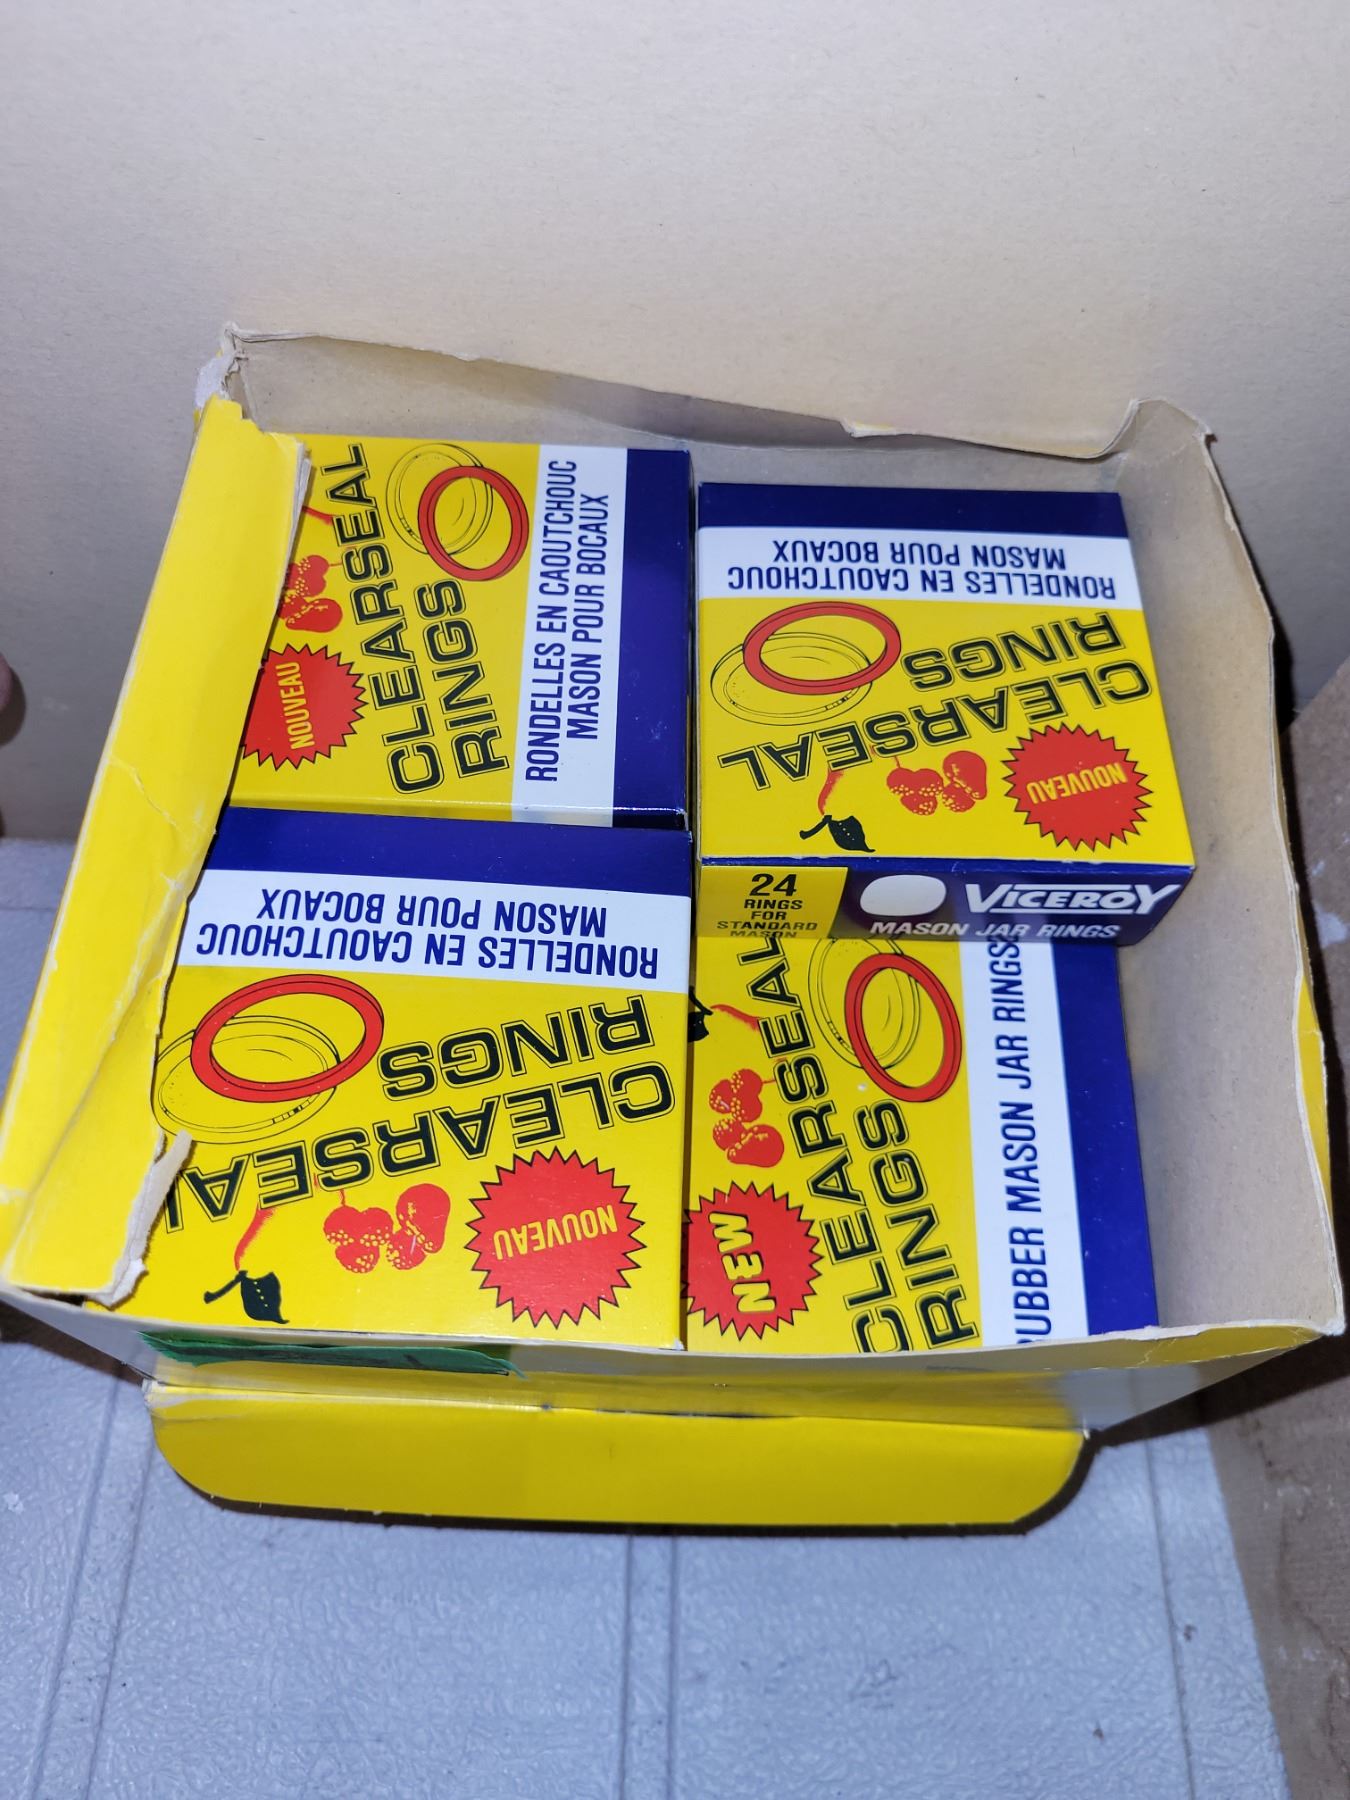 NOUVEAU
CLEARSEAL
RINGS
RONDELLES EN CAOUTCHOUC
MASON POUR BOCAUX
RONDELLES EN CAOUTCHOUC
MASON POUR BOCAUX
CLEARSEAL
RINGS
NOUVEAU
24
RINGS
FOR
STANDARD
MASON
VICEROY
MASON JAR RINGS
RONDELLES EN CAOUTCHOUC
MASON POUR BOCAUX
CLEARSEAL
RINGS
NOUVEAU
NEW
CLEARSEAL
RINGS
RUBBER MASON JAR RINGS